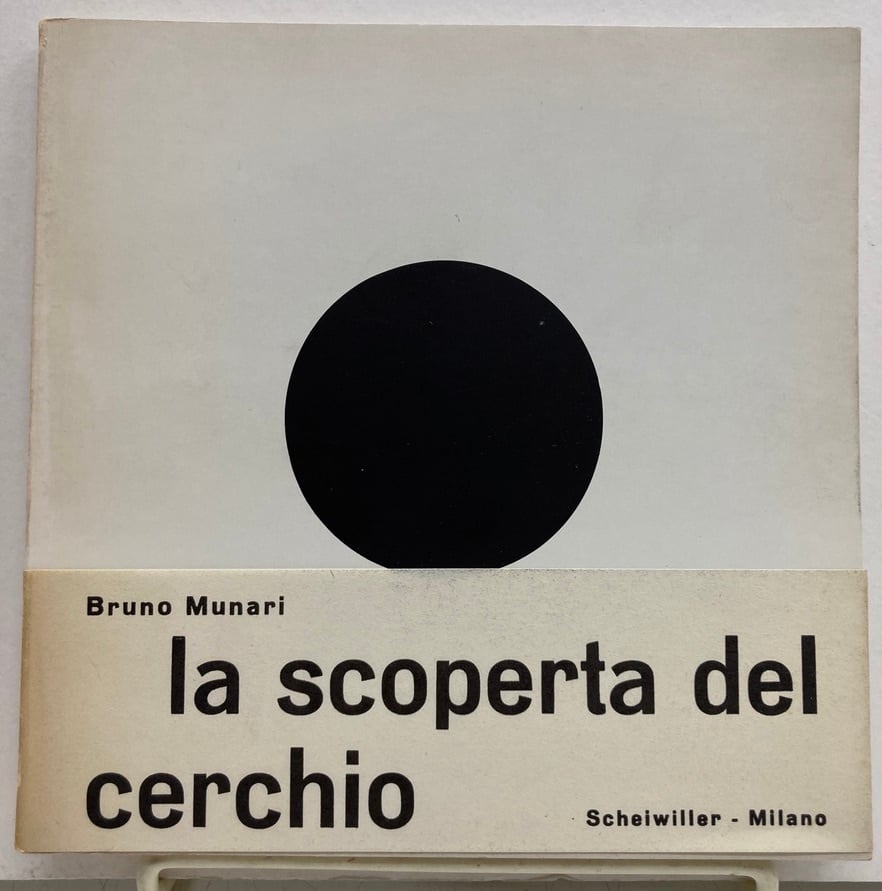 Bruno Munari
la scoperta del
cerchio
Scheiwiller - Milano